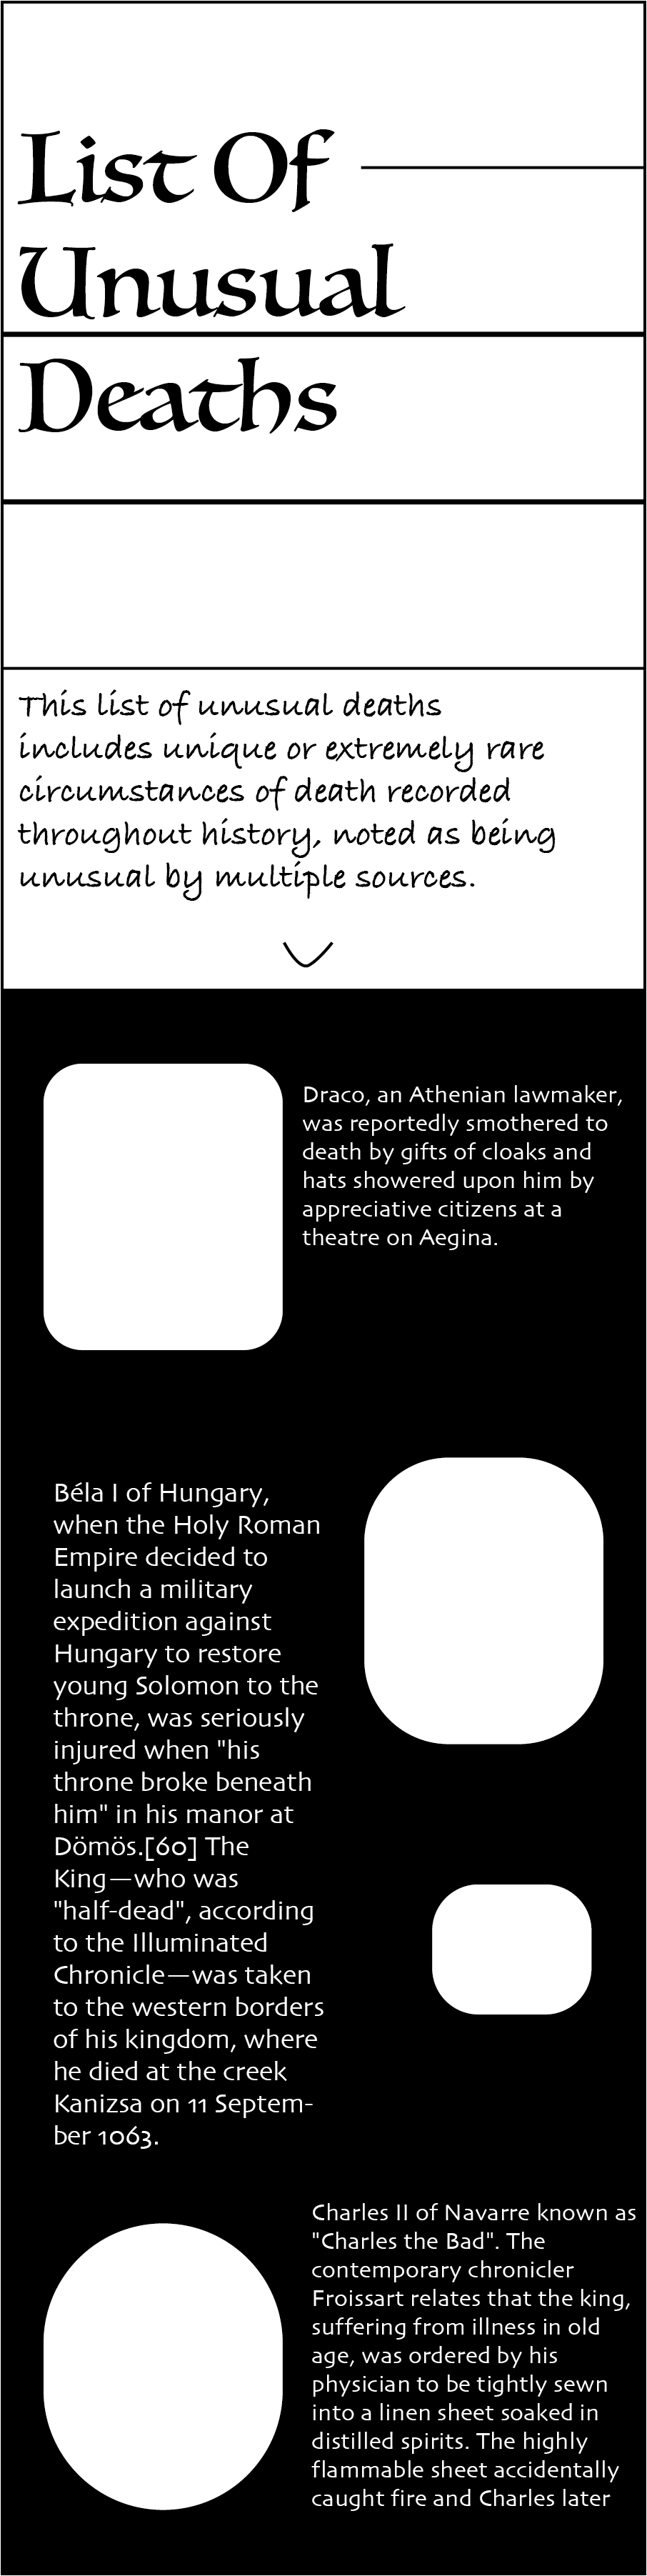 List Of
Unusual
Deaths
This list of unusual deaths
includes unique or extremely rare
circumstances of death recorded
throughout history, noted as being
unusual by multiple sources.
Draco, an Athenian lawmaker,
was reportedly smothered to
death by gifts of cloaks and
hats showered upon him by
appreciative citizens at a
theatre on Aegina.
Béla I of Hungary,
when the Holy Roman
Empire decided to
launch a military
expedition against
Hungary to restore
young Solomon to the
throne, was seriously
injured when "his
throne broke beneath
him" in his manor at
Dömös.[60] The
King—who was
"half-dead", according
to the Illuminated
Chronicle—was taken
to the western borders
of his kingdom, where
he died at the creek
Kanizsa on 11 Septem-
ber 1063.
Charles II of Navarre known as
"Charles the Bad". The
contemporary chronicler
Froissart relates that the king,
suffering from illness in old
age, was ordered by his
physician to be tightly sewn
into a linen sheet soaked in
distilled spirits. The highly
flammable sheet accidentally
caught fire and Charles later